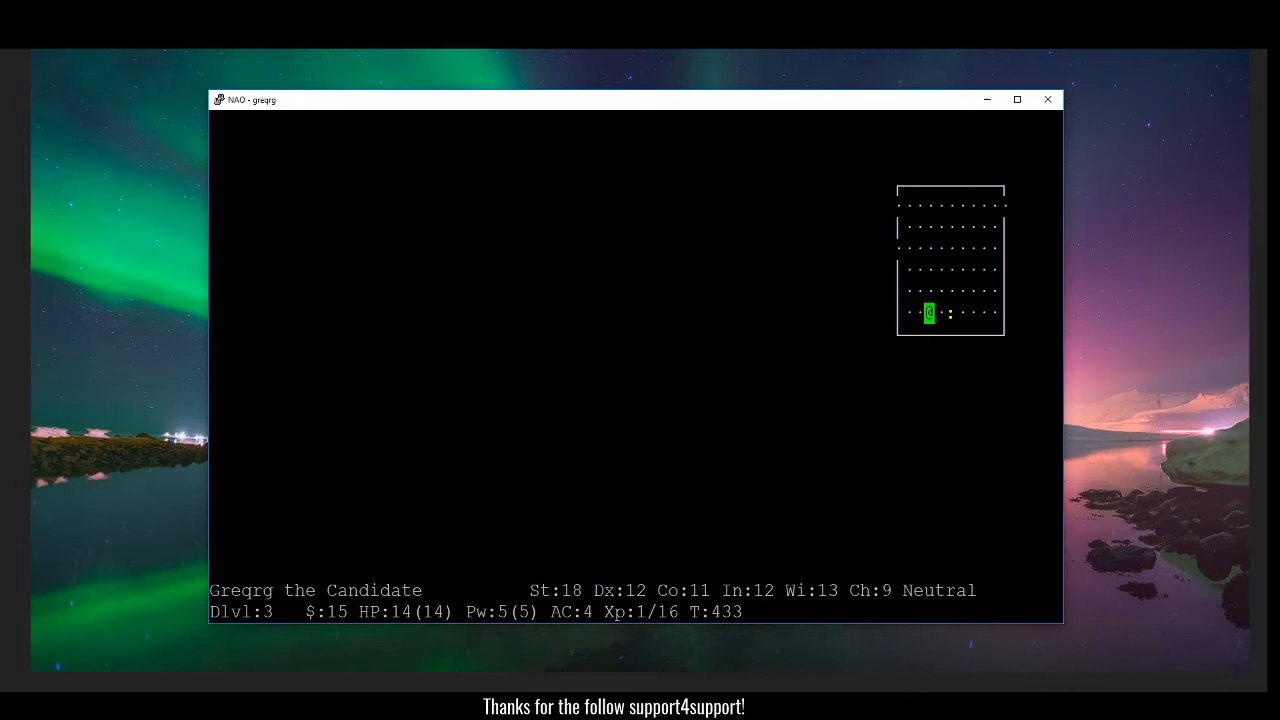 NAO - greqrg
. . . . . . . . . . .
. . . . . . . . .
. . . . . . . . . .
. . . . . . . . .
. . . . . . . . .
. . @ . : . . . .
Greqrg the Candidate St:18 Dx:12 Co:11 In:12 Wi:13 Ch:9 Neutral
Dlvl:3 $:15 HP:14(14) Pw:5(5) AC:4 Xp:1/16 T:433
Thanks for the follow support4support!